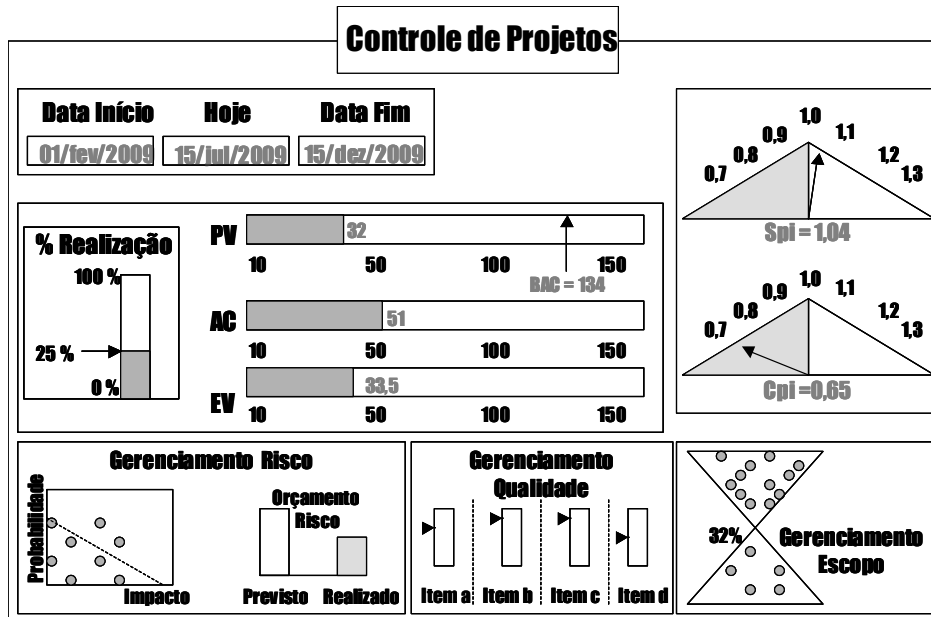 Controle de Projetos
Data Início Hoje Data Fim
01/fev/2009 15/jul/2009 15/dez/2009
% Realização
100 %
25 %
0 %
PV
32
10 50 100 150
BAC = 134
AC
51
10 50 100 150
EV
33,5
10 50 100 150
0,7 0,8 0,9 1,0 1,1 1,2 1,3
Spi = 1,04
0,7 0,8 0,9 1,0 1,1 1,2 1,3
Cpi =0,65
Gerenciamento Risco
Probabilidade
Impacto
Orçamento
Risco
Previsto Realizado
Gerenciamento
Qualidade
Item a Item b Item c Item d
32%
Gerenciamento
Escopo